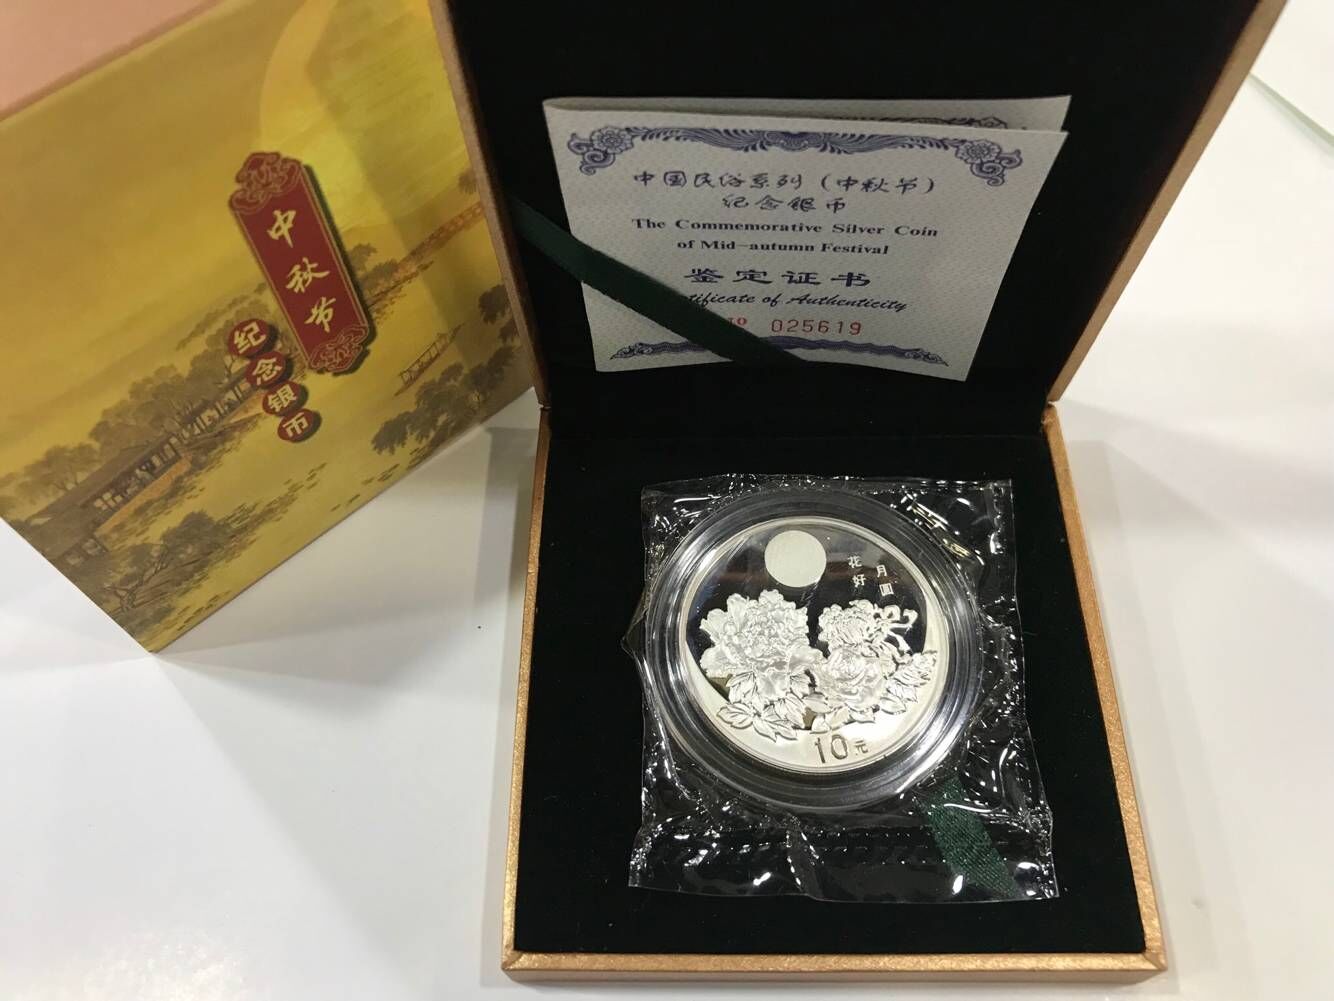 中秋节
纪念银币
中国民俗系列（中秋节）
纪念银币
The Commemorative Silver Coin
of Mid-autumn Festival
鉴定证书
tificate of Authenticity
025619
花好
月圆
10元